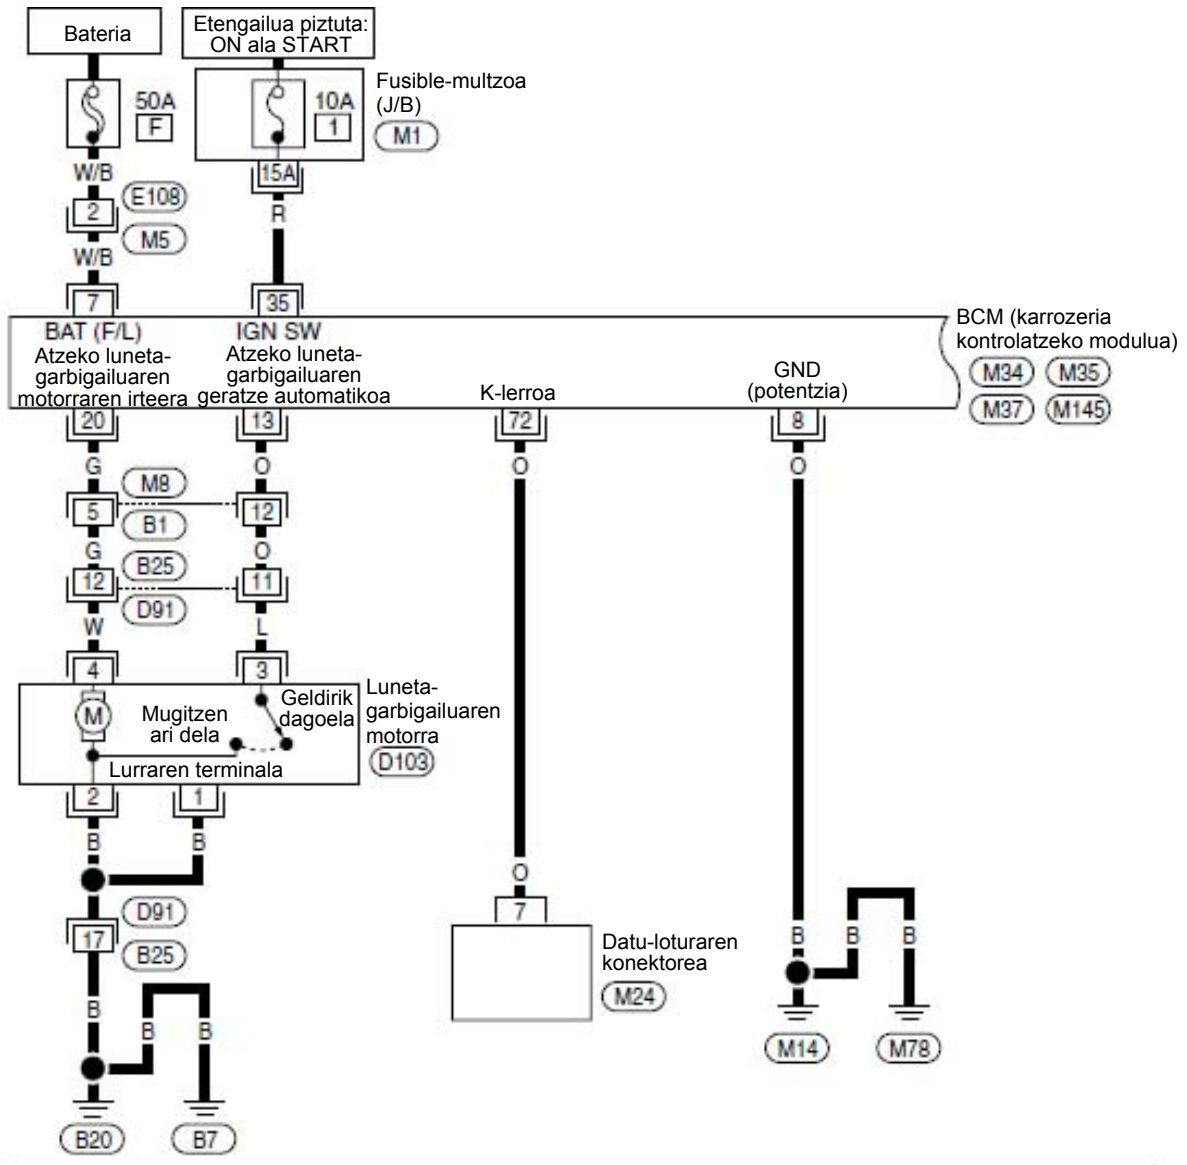 Bateria
Etengailua piztuta:
ON ala START
50A
F
10A
1
Fusible-multzoa
(J/B)
M1
15A
W/B
R
2
E108
M5
W/B
7
35
BAT (F/L)
IGN SW
Atzeko luneta-
garbigailuaren
motorraren irteera
Atzeko luneta-
garbigailuaren
geratze automatikoa
K-lerroa
GND
(potentzia)
BCM (karrozeria
kontrolatzeko modulua)
M34
M35
M37
M145
20
13
72
8
G
O
O
O
M8
5
12
B1
G
O
B25
12
11
D91
W
L
4
3
M
Mugitzen
ari dela
Geldirik
dagoela
Lurraren terminala
Luneta-
garbigailuaren
motorra
D103
2
1
B
B
D91
17
B25
B
B
B
B20
B7
O
7
Datu-loturaren
konektorea
M24
B
B
B
M14
M78